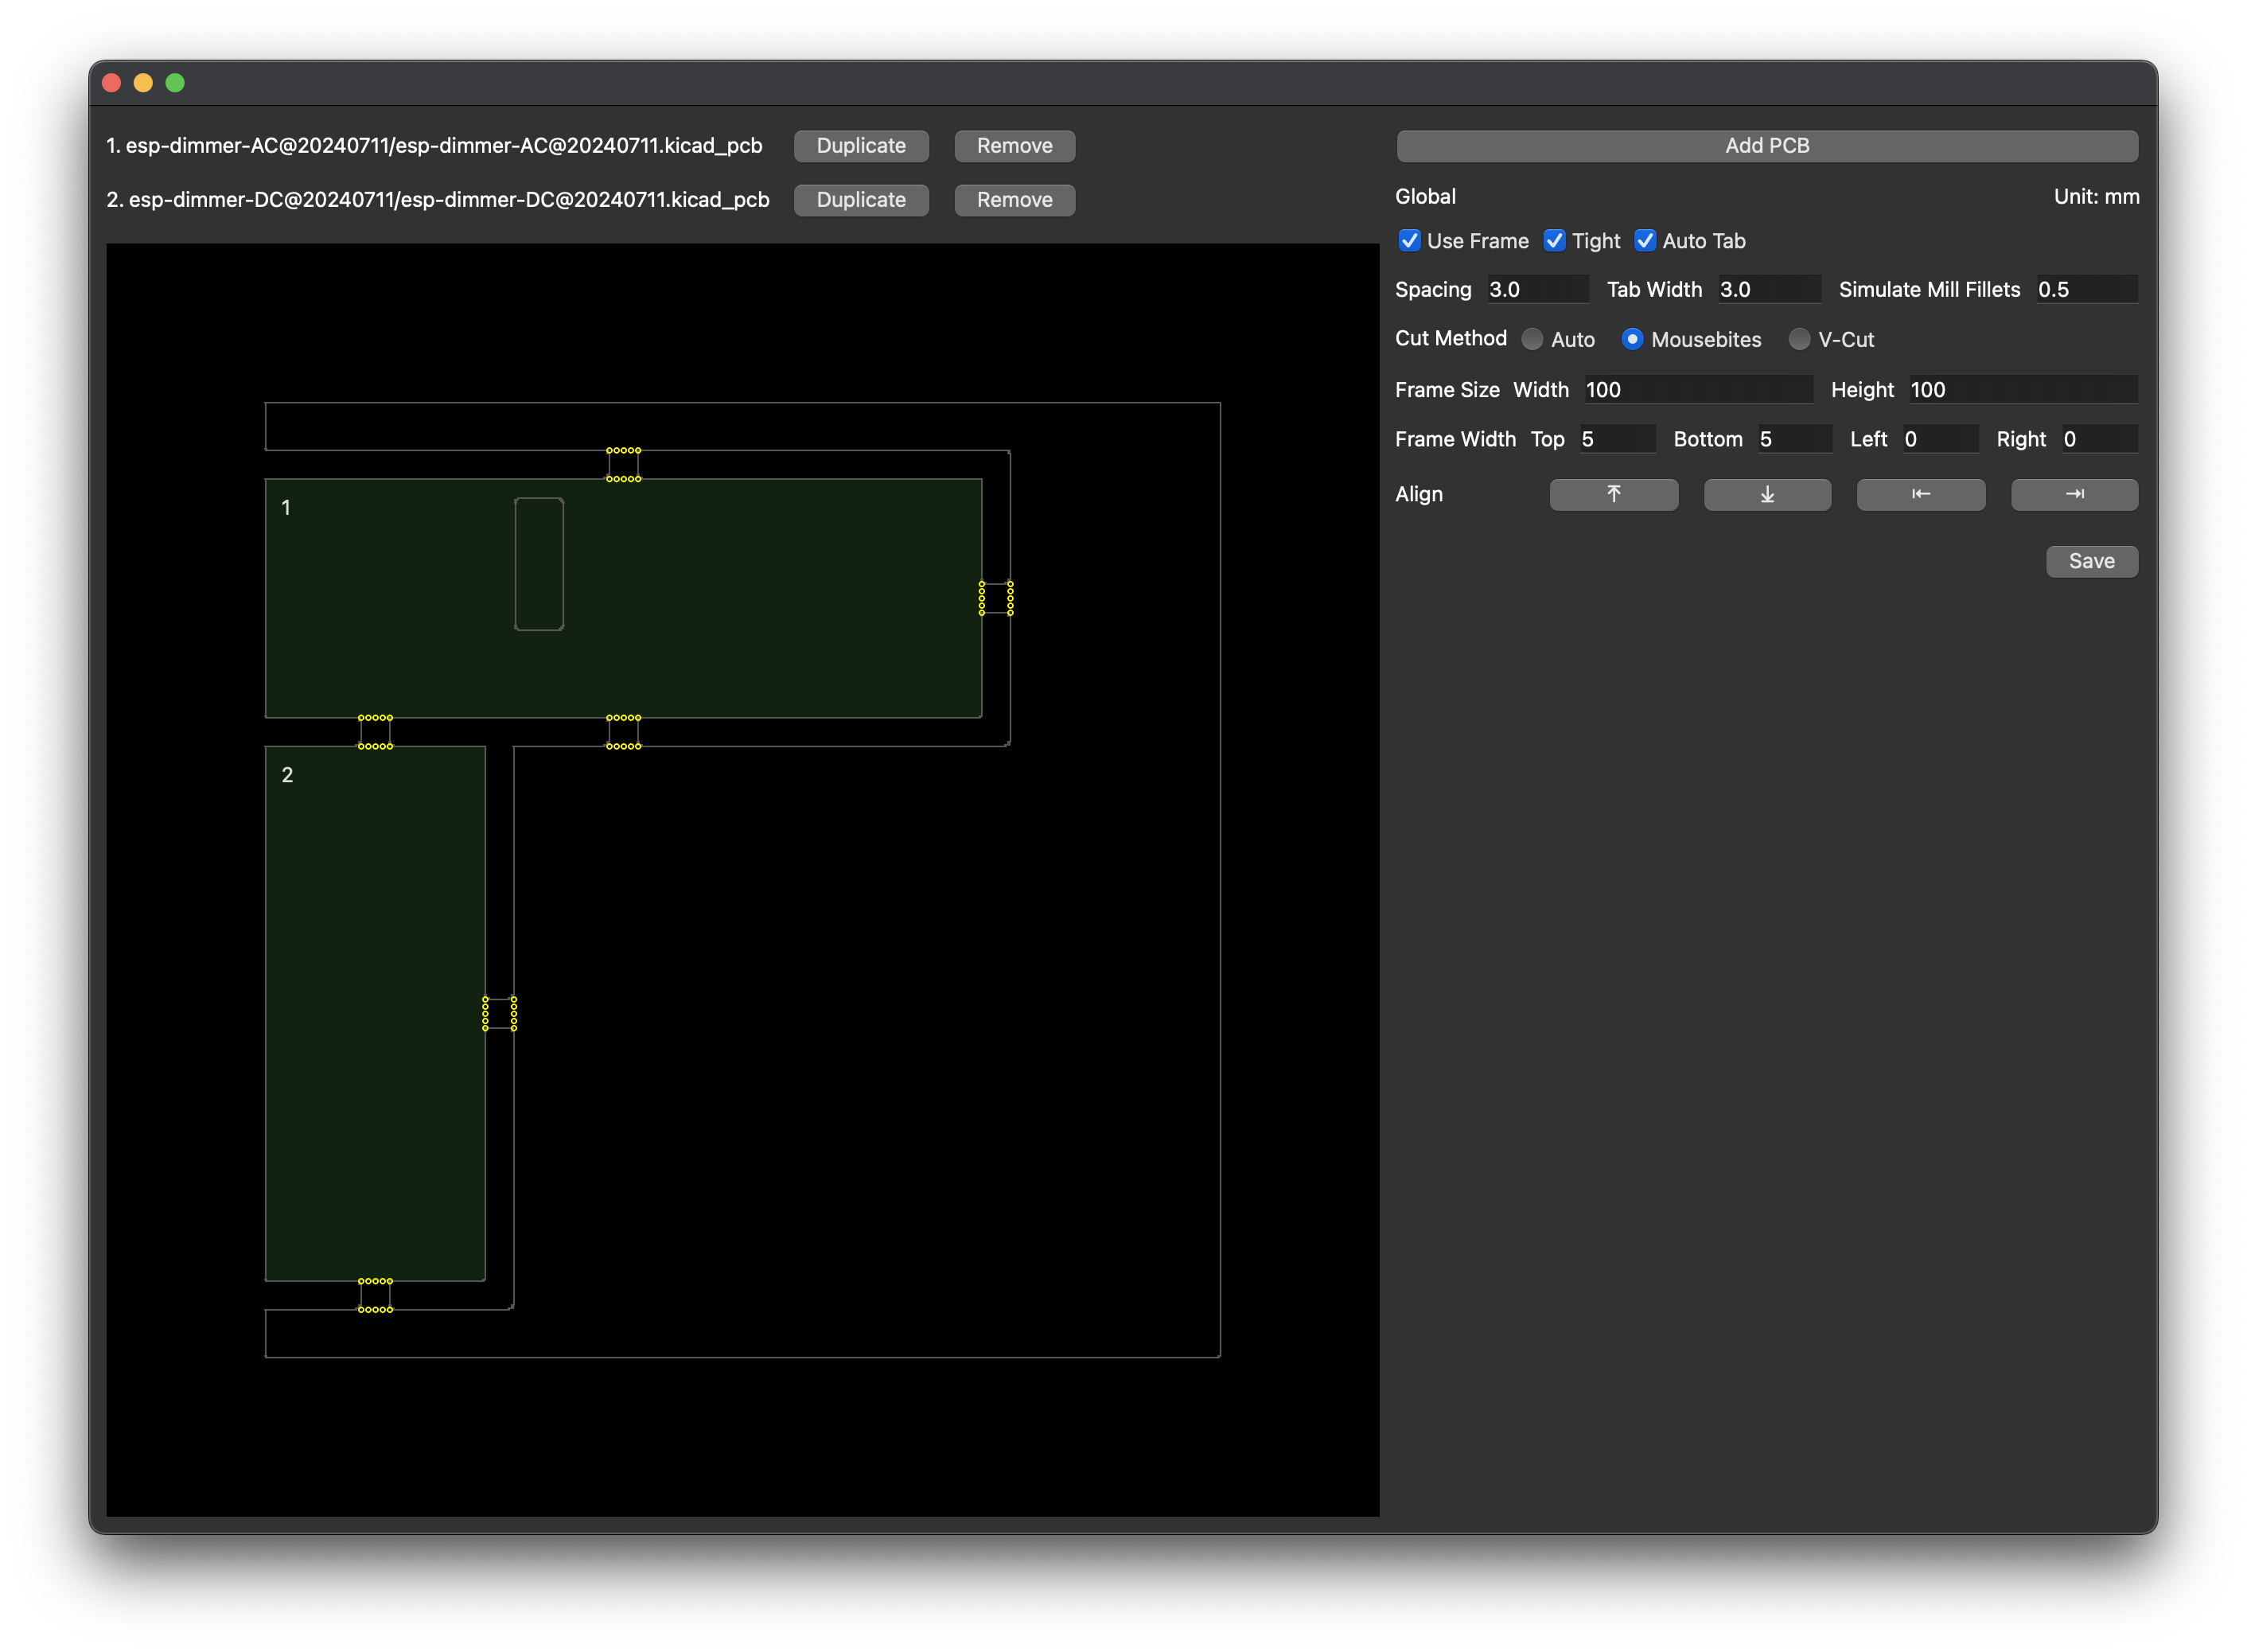 1. esp-dimmer-AC@20240711/esp-dimmer-AC@20240711.kicad_pcb Duplicate Remove
2. esp-dimmer-DC@20240711/esp-dimmer-DC@20240711.kicad_pcb Duplicate Remove
1
2
Add PCB
Global Unit: mm
Use Frame Tight Auto Tab
Spacing 3.0 Tab Width 3.0 Simulate Mill Fillets 0.5
Cut Method Auto Mousebites V-Cut
Frame Size Width 100 Height 100
Frame Width Top 5 Bottom 5 Left 0 Right 0
Align
Save